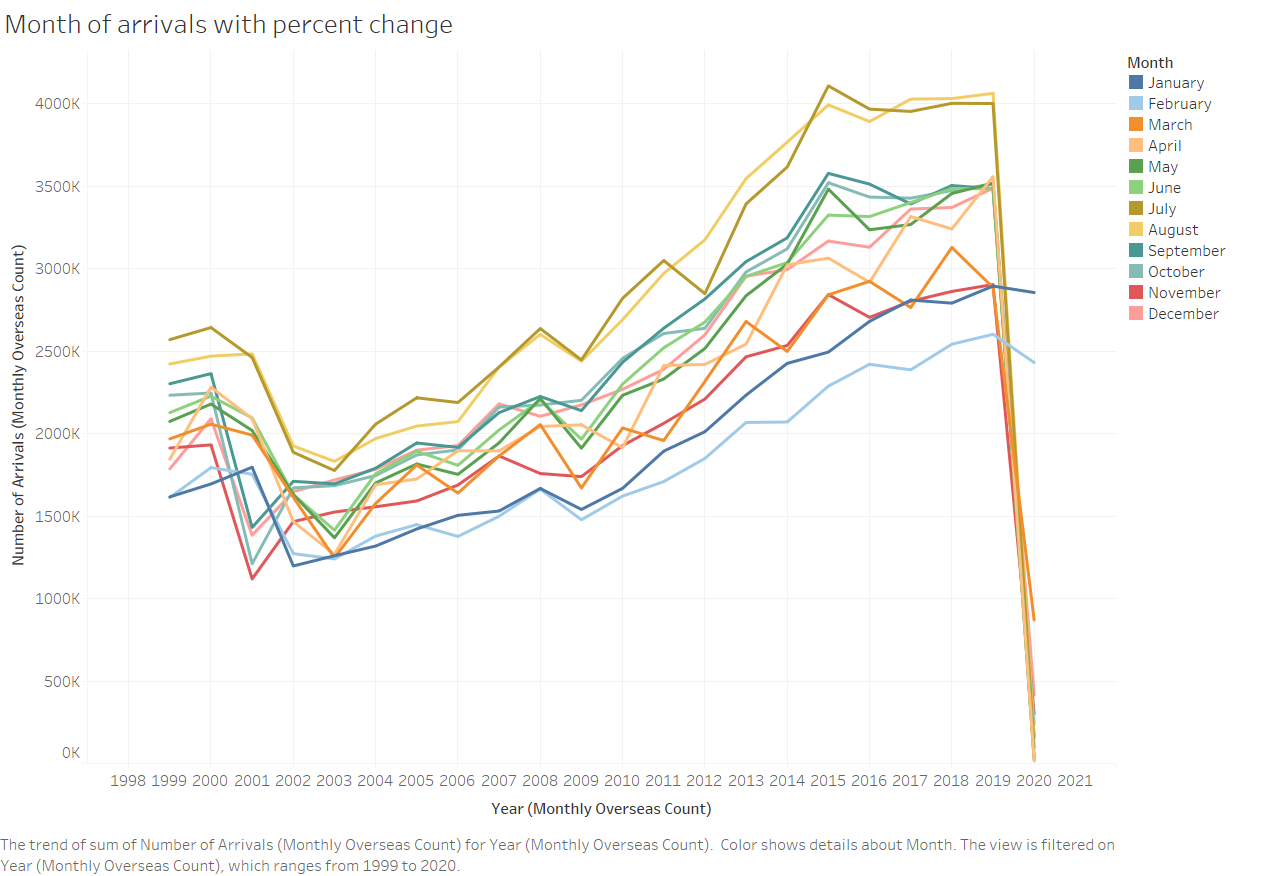 Month of arrivals with percent change
Month
January
February
March
April
May
June
July
August
September
October
November
December
Number of Arrivals (Monthly Overseas Count)
4000K
3500K
3000K
2500K
2000K
1500K
1000K
500K
0K
1998 1999 2000 2001 2002 2003 2004 2005 2006 2007 2008 2009 2010 2011 2012 2013 2014 2015 2016 2017 2018 2019 2020 2021
Year (Monthly Overseas Count)
The trend of sum of Number of Arrivals (Monthly Overseas Count) for Year (Monthly Overseas Count). Color shows details about Month. The view is filtered on
Year (Monthly Overseas Count), which ranges from 1999 to 2020.